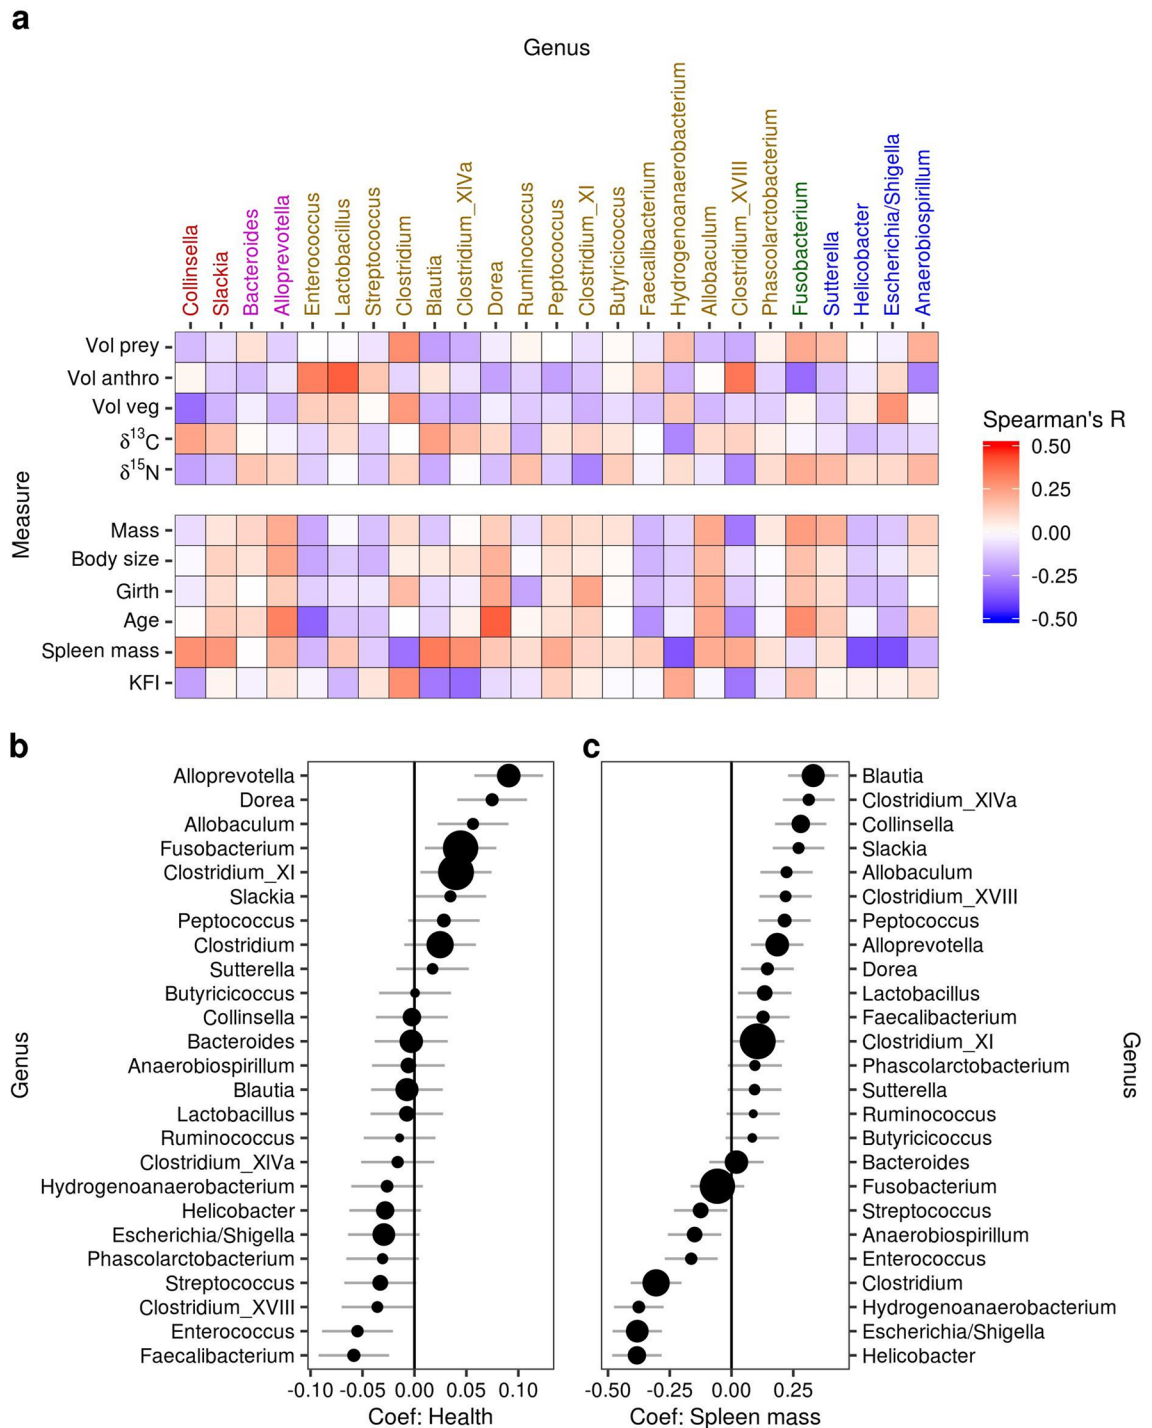 a
Genus
Collinsella
Slackia
Bacteroides
Alloprevotella
Enterococcus
Lactobacillus
Streptococcus
Clostridium
Blautia
Clostridium_XIVa
Dorea
Ruminococcus
Peptococcus
Clostridium_XI
Butyricicoccus
Faecalibacterium
Hydrogenoanaerobacterium
Allobaculum
Clostridium_XVIII
Phascolarctobacterium
Fusobacterium
Sutterella
Helicobacter
Escherichia/Shigella
Anaerobiospirillum
Measure
Vol prey
Vol anthro
Vol veg
δ¹³C
δ¹⁵N
Mass
Body size
Girth
Age
Spleen mass
KFI
Spearman's R
0.50
0.25
0.00
-0.25
-0.50
b
Genus
Alloprevotella
Dorea
Allobaculum
Fusobacterium
Clostridium_XI
Slackia
Peptococcus
Clostridium
Sutterella
Butyricicoccus
Collinsella
Bacteroides
Anaerobiospirillum
Blautia
Lactobacillus
Ruminococcus
Clostridium_XIVa
Hydrogenoanaerobacterium
Helicobacter
Escherichia/Shigella
Phascolarctobacterium
Streptococcus
Clostridium_XVIII
Enterococcus
Faecalibacterium
-0.10 -0.05 0.00 0.05 0.10
Coef: Health
c
Blautia
Clostridium_XIVa
Collinsella
Slackia
Allobaculum
Clostridium_XVIII
Peptococcus
Alloprevotella
Dorea
Lactobacillus
Faecalibacterium
Clostridium_XI
Phascolarctobacterium
Sutterella
Ruminococcus
Butyricicoccus
Bacteroides
Fusobacterium
Streptococcus
Anaerobiospirillum
Enterococcus
Clostridium
Hydrogenoanaerobacterium
Escherichia/Shigella
Helicobacter
Genus
-0.50 -0.25 0.00 0.25
Coef: Spleen mass